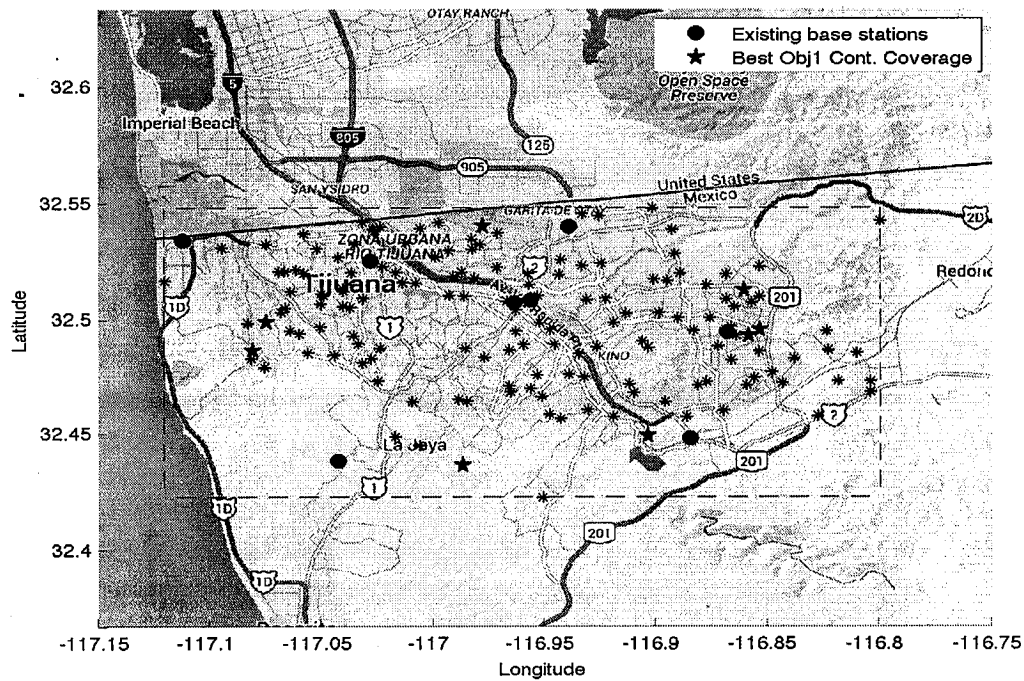 OTAY RANCH
Existing base stations
Best Obj1 Cont. Coverage
Open Space
Preserve
5
Imperial Beach
805
125
905
SAN YSIDRO
United States
Mexico
GARITA DE
2D
ZONA URBANA
RIO TIJUANA
2
Redond
Tijuana
1D
201
1
KINO
La Joya
2
201
1
1D
201
1D
32.6
32.55
32.5
32.45
32.4
Latitude
-117.15
-117.1
-117.05
-117
-116.95
-116.9
-116.85
-116.8
-116.75
Longitude